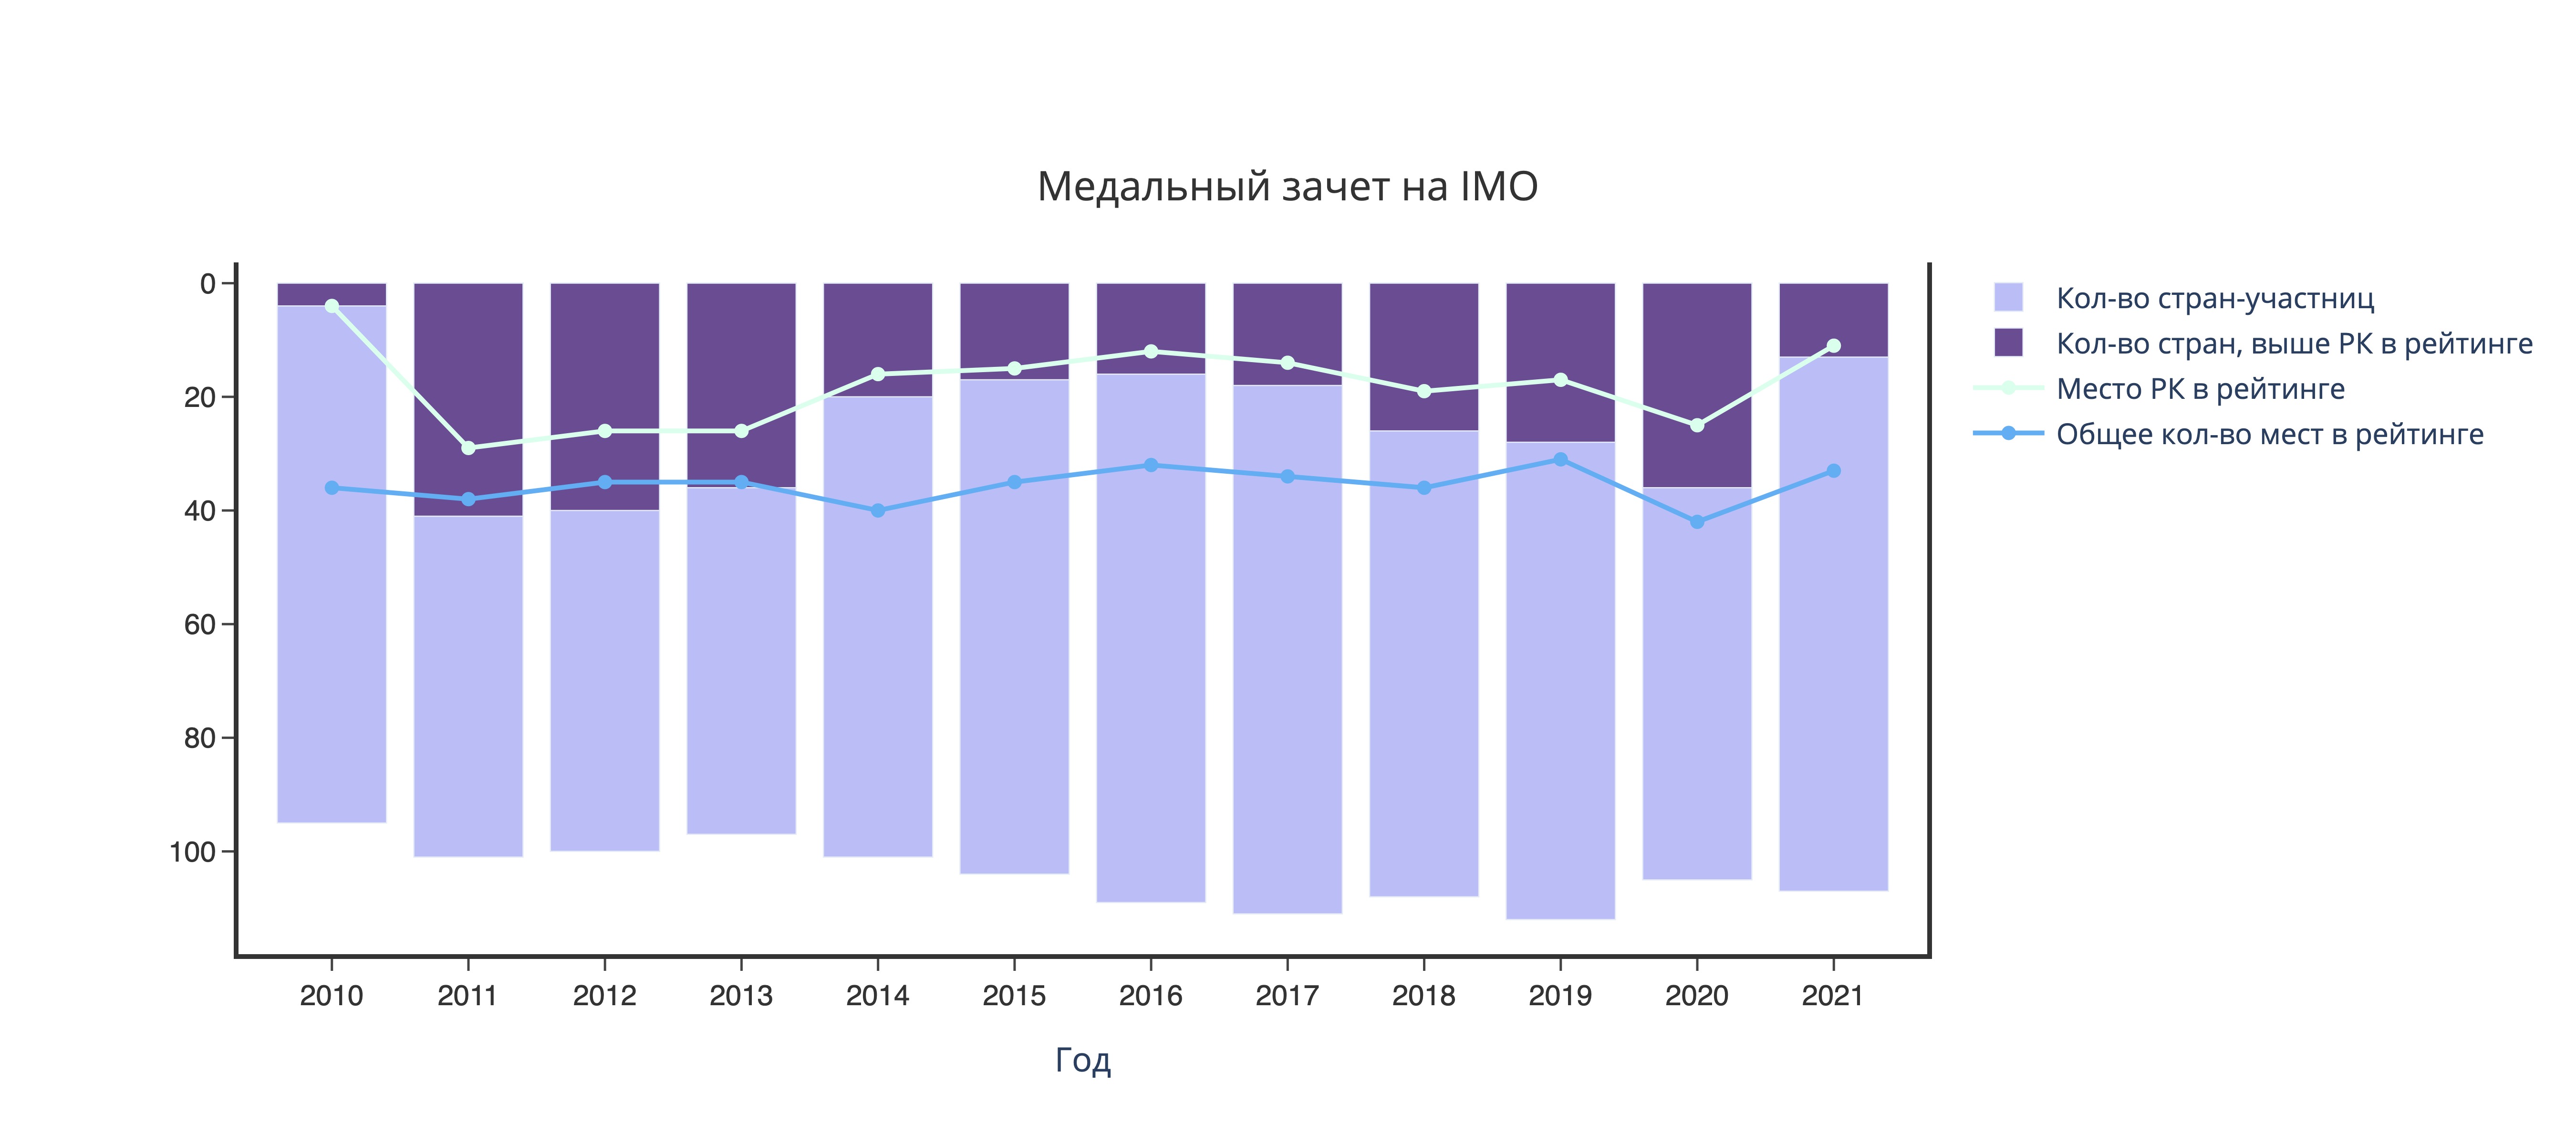 Медальный зачет на IMO
0
20
40
60
80
100
2010 2011 2012 2013 2014 2015 2016 2017 2018 2019 2020 2021
Год
Кол-во стран-участниц
Кол-во стран, выше РК в рейтинге
Место РК в рейтинге
Общее кол-во мест в рейтинге